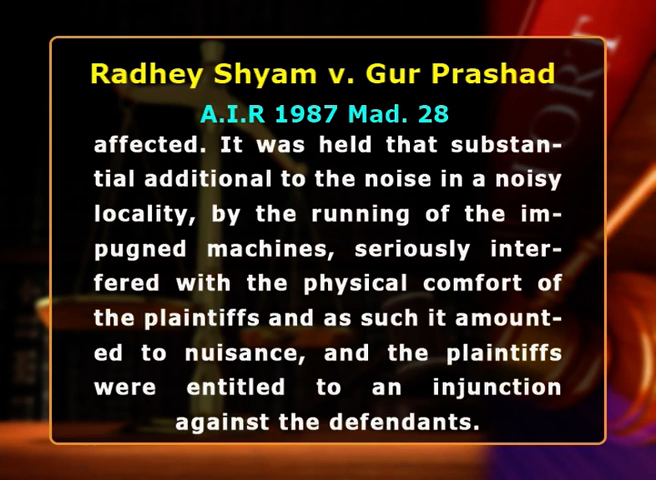 Radhey Shyam v. Gur Prashad
A.I.R 1987 Mad. 28
affected. It was held that substan-
tial additional to the noise in a noisy
locality, by the running of the im-
pugned machines, seriously inter-
fered with the physical comfort of
the plaintiffs and as such it amount-
ed to nuisance, and the plaintiffs
were entitled to an injunction
against the defendants.